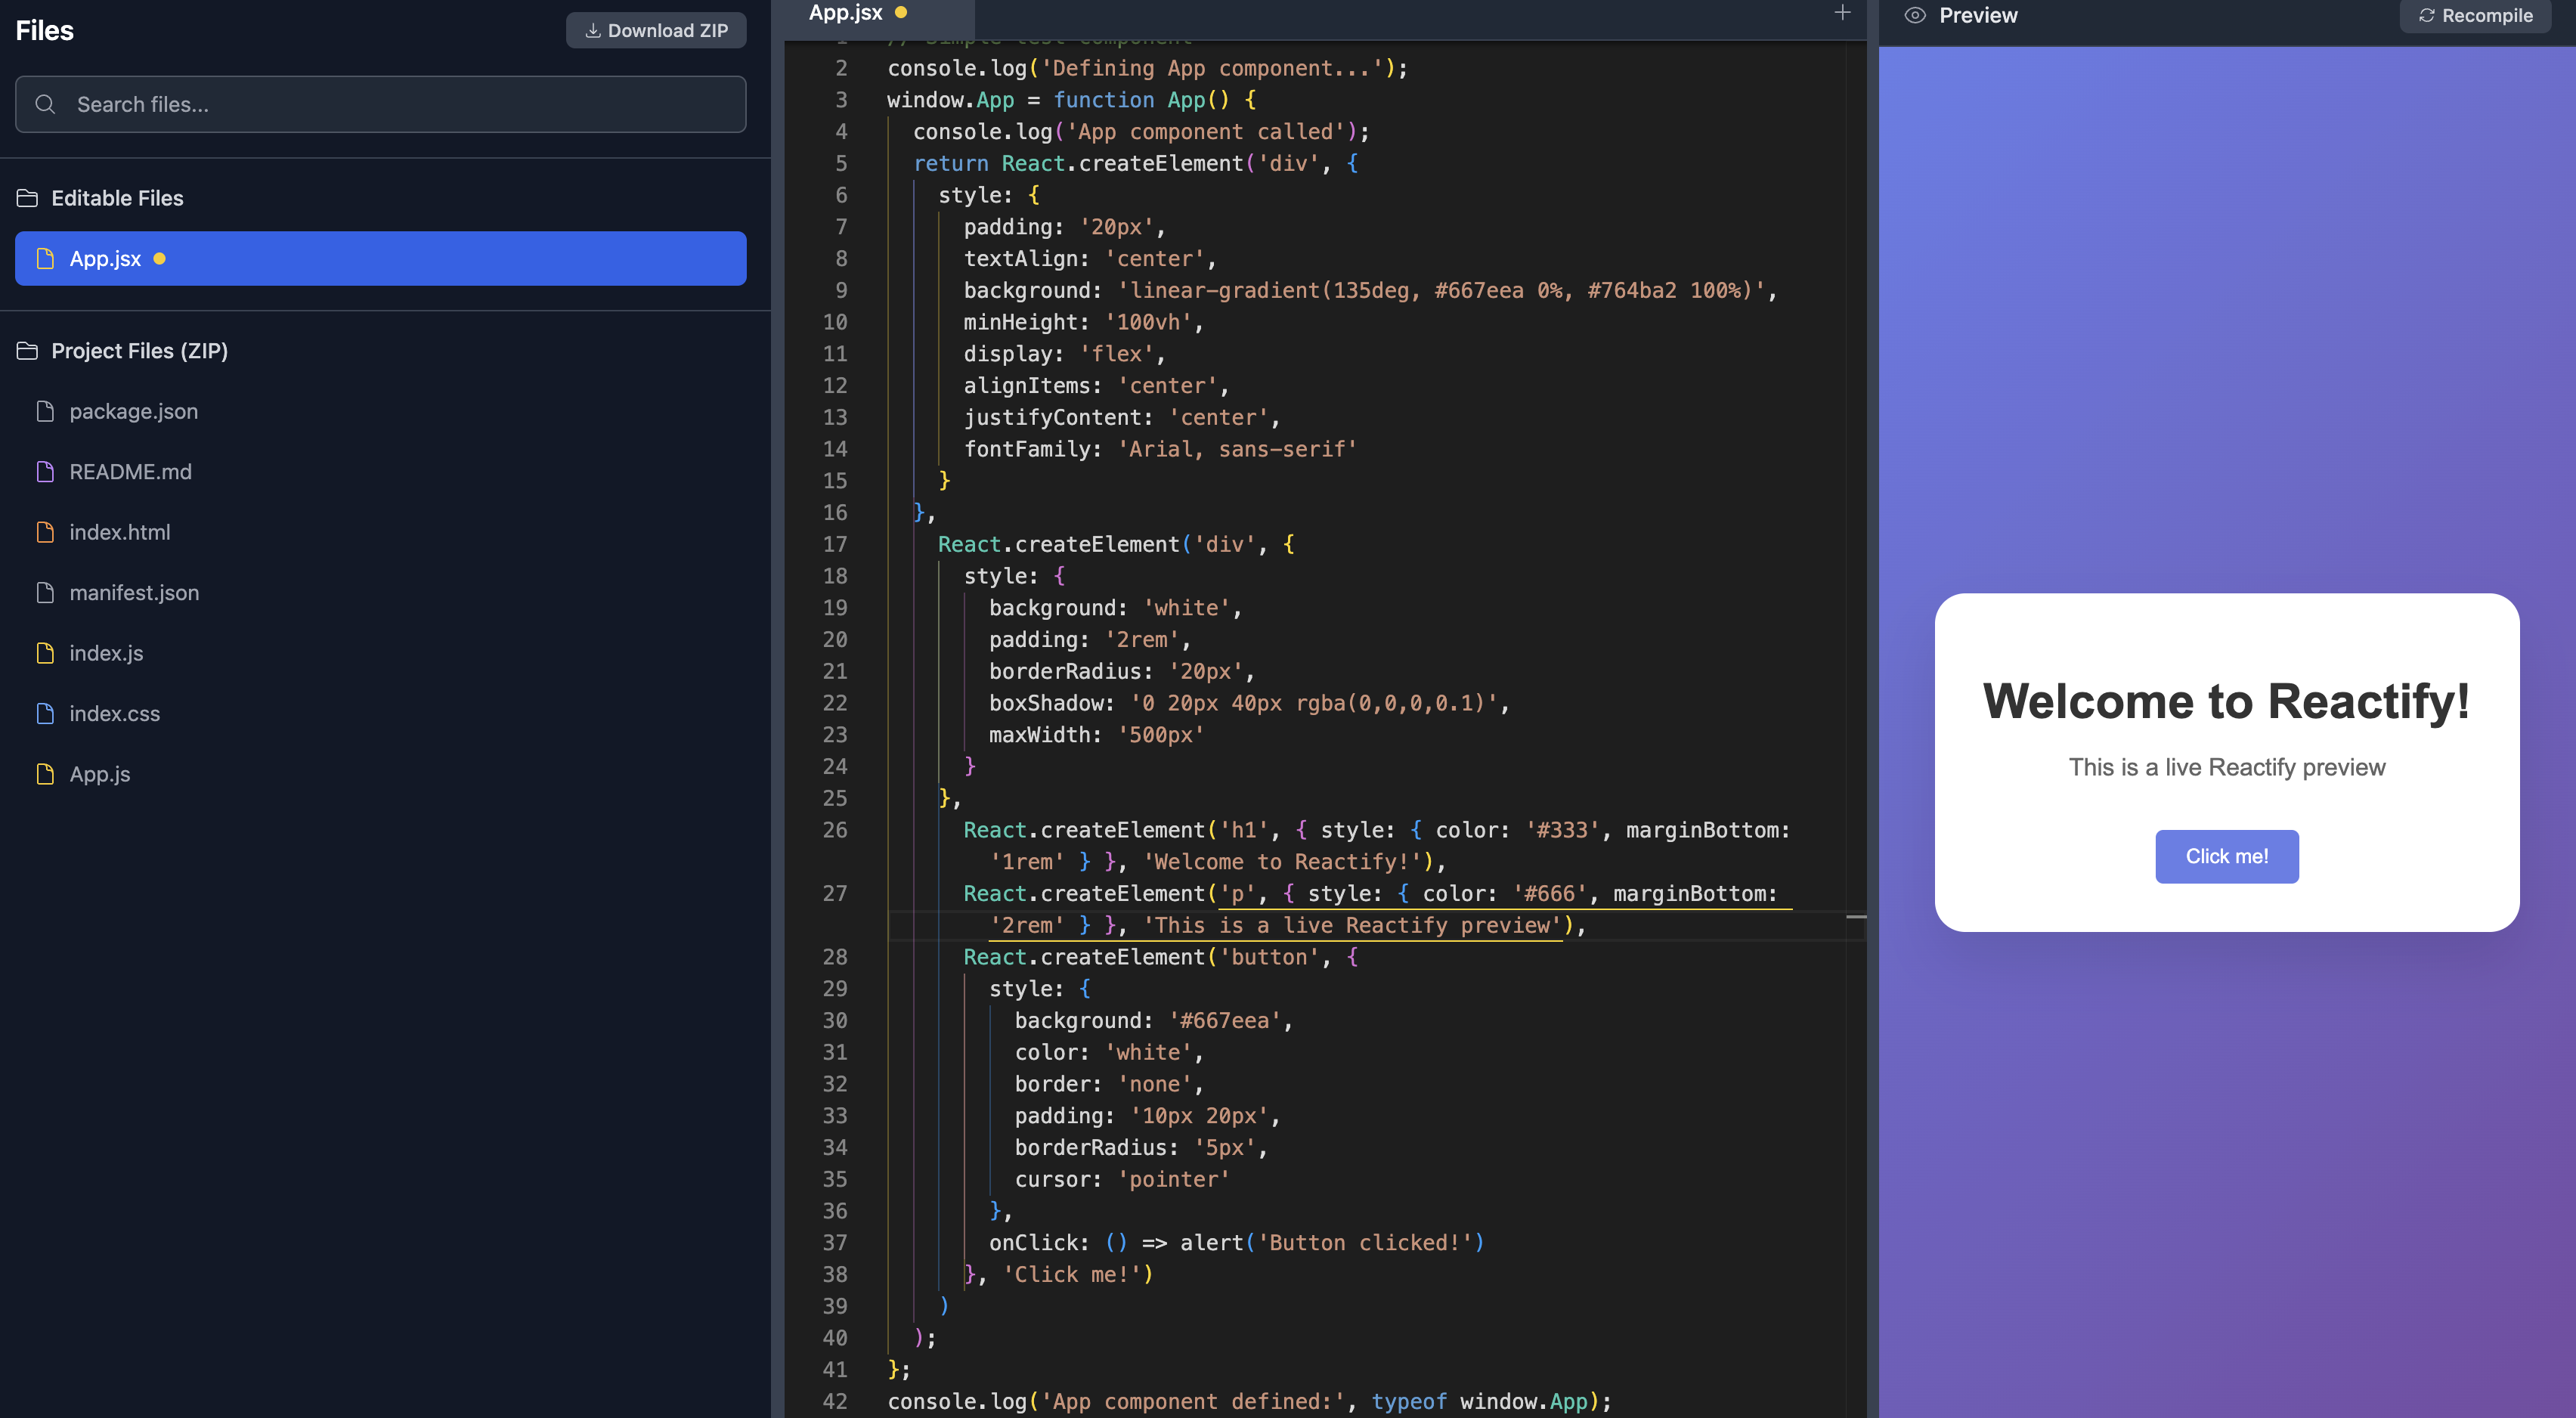 Files
Download ZIP
Search files...
Editable Files
App.jsx
Project Files (ZIP)
package.json
README.md
index.html
manifest.json
index.js
index.css
App.js
App.jsx
1 // Simple test component
2 console.log('Defining App component...');
3 window.App = function App() {
4 console.log('App component called');
5 return React.createElement('div', {
6 style: {
7 padding: '20px',
8 textAlign: 'center',
9 background: 'linear-gradient(135deg, #667eea 0%, #764ba2 100%)',
10 minHeight: '100vh',
11 display: 'flex',
12 alignItems: 'center',
13 justifyContent: 'center',
14 fontFamily: 'Arial, sans-serif'
15 }
16 },
17 React.createElement('div', {
18 style: {
19 background: 'white',
20 padding: '2rem',
21 borderRadius: '20px',
22 boxShadow: '0 20px 40px rgba(0,0,0,0.1)',
23 maxWidth: '500px'
24 }
25 },
26 React.createElement('h1', { style: { color: '#333', marginBottom:
'1rem' } }, 'Welcome to Reactify!'),
27 React.createElement('p', { style: { color: '#666', marginBottom:
'2rem' } }, 'This is a live Reactify preview'),
28 React.createElement('button', {
29 style: {
30 background: '#667eea',
31 color: 'white',
32 border: 'none',
33 padding: '10px 20px',
34 borderRadius: '5px',
35 cursor: 'pointer'
36 },
37 onClick: () => alert('Button clicked!')
38 }, 'Click me!')
39 )
40 );
41 };
42 console.log('App component defined:', typeof window.App);
Preview
Recompile
Welcome to Reactify!
This is a live Reactify preview
Click me!